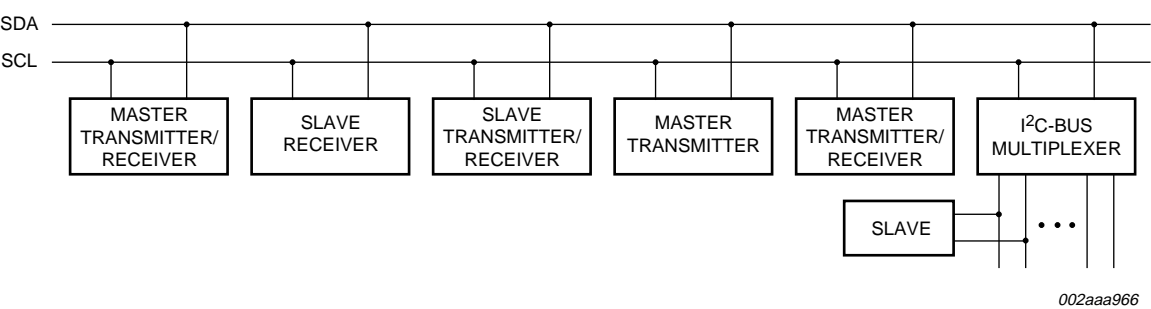 SDA
SCL
MASTER
TRANSMITTER/
RECEIVER
SLAVE
RECEIVER
SLAVE
TRANSMITTER/
RECEIVER
MASTER
TRANSMITTER
MASTER
TRANSMITTER/
RECEIVER
I²C-BUS
MULTIPLEXER
SLAVE
002aaa966